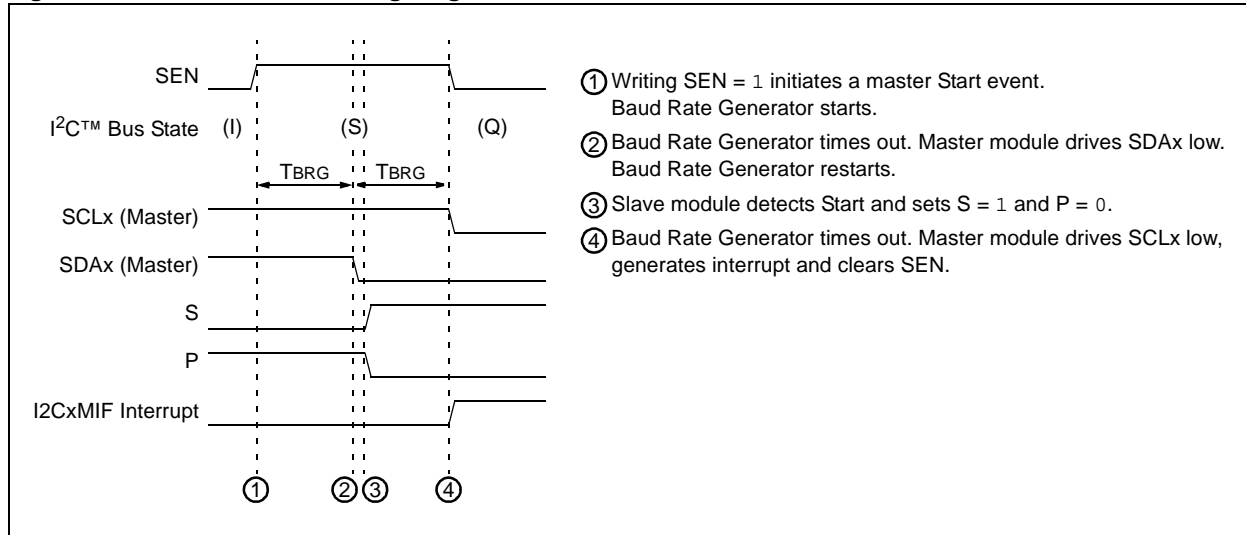 SEN
I²C™ Bus State (I) (S) (Q)
TBRG TBRG
SCLx (Master)
SDAx (Master)
S
P
I2CxMIF Interrupt
1 2 3 4
1 Writing SEN = 1 initiates a master Start event.
Baud Rate Generator starts.
2 Baud Rate Generator times out. Master module drives SDAx low.
Baud Rate Generator restarts.
3 Slave module detects Start and sets S = 1 and P = 0.
4 Baud Rate Generator times out. Master module drives SCLx low,
generates interrupt and clears SEN.